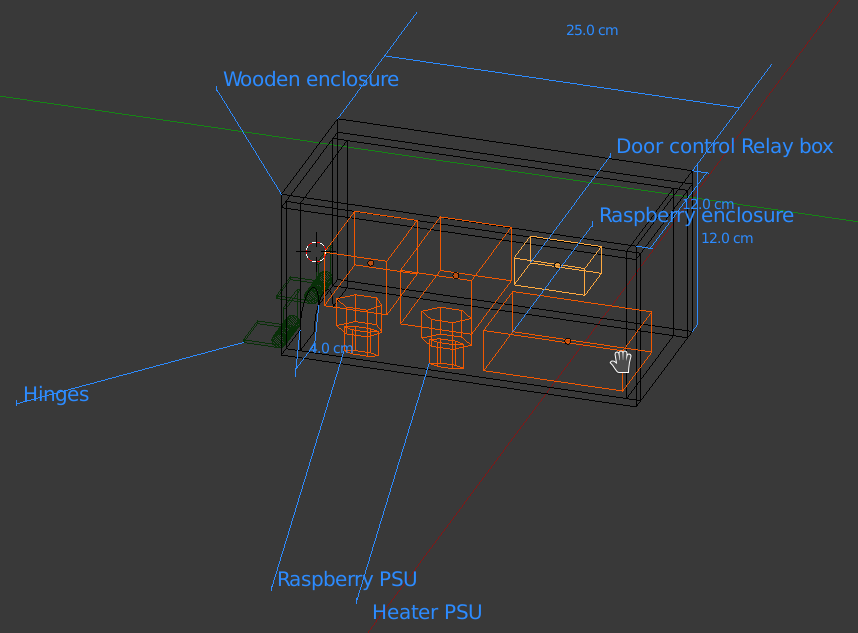 25.0 cm
Wooden enclosure
Door control Relay box
12.0 cm
Raspberry enclosure
12.0 cm
4.0 cm
Hinges
Raspberry PSU
Heater PSU